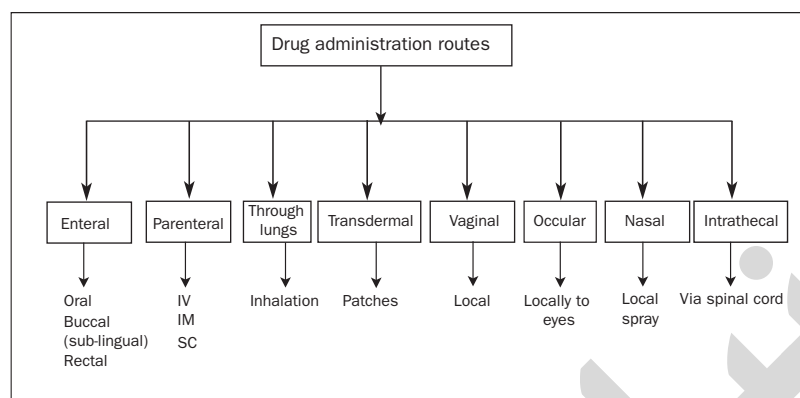 Drug administration routes
Enteral
Parenteral
Through
lungs
Transdermal
Vaginal
Occular
Nasal
Intrathecal
Oral
Buccal
(sub-lingual)
Rectal
IV
IM
SC
Inhalation
Patches
Local
Locally to
eyes
Local
spray
Via spinal cord